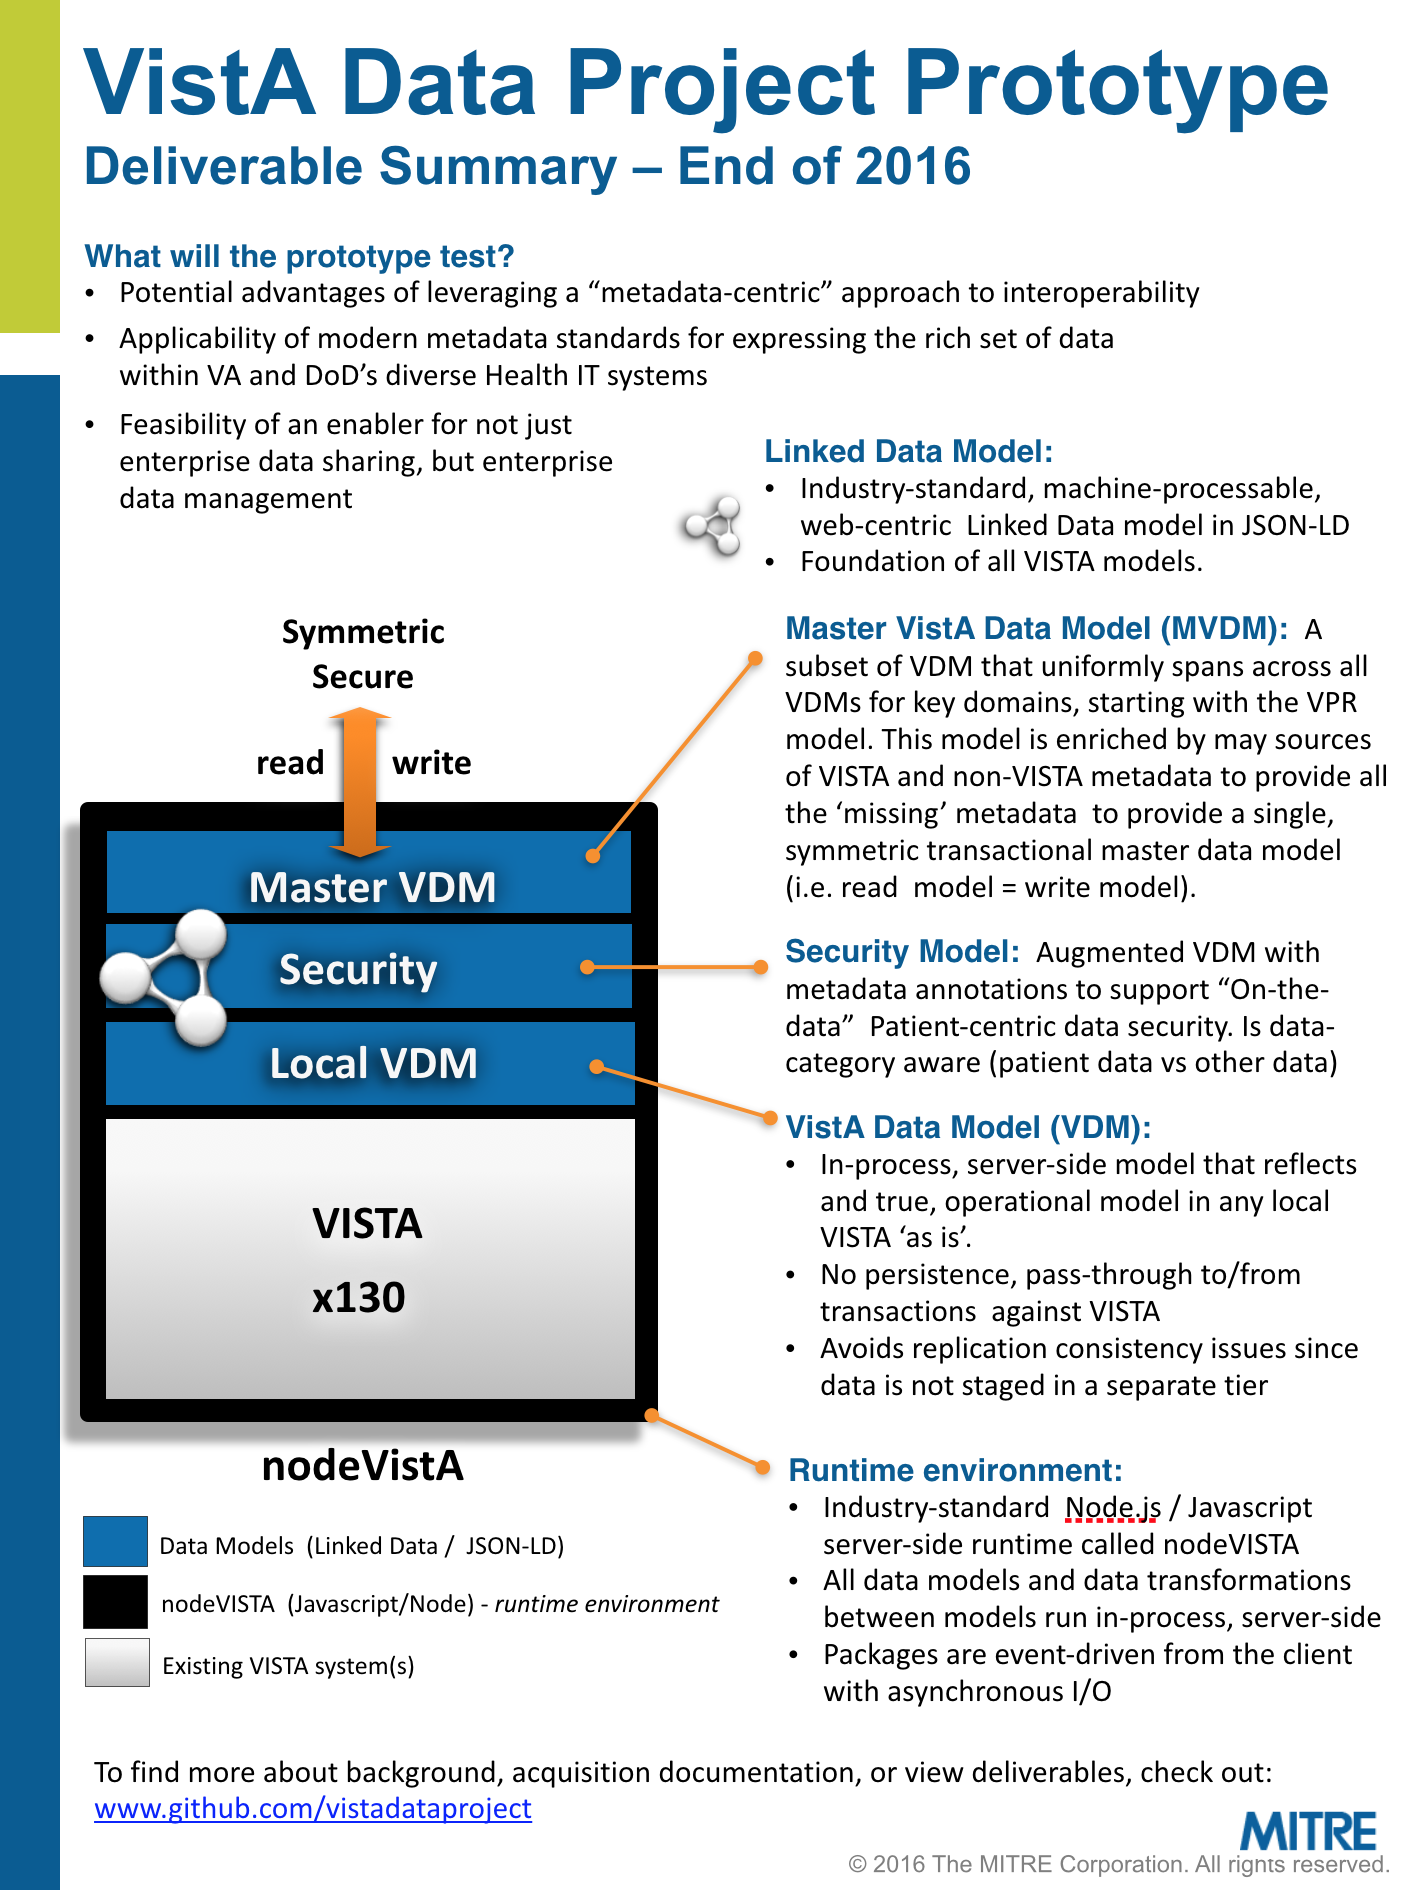 VistA Data Project Prototype
Deliverable Summary – End of 2016
What will the prototype test?
• Potential advantages of leveraging a “metadata-centric” approach to interoperability
• Applicability of modern metadata standards for expressing the rich set of data
within VA and DoD’s diverse Health IT systems
• Feasibility of an enabler for not just
enterprise data sharing, but enterprise
data management
Linked Data Model:
• Industry-standard, machine-processable,
web-centric Linked Data model in JSON-LD
• Foundation of all VISTA models.
Symmetric
Secure
read write
Master VDM
Security
Local VDM
VISTA
x130
nodeVistA
Master VistA Data Model (MVDM): A
subset of VDM that uniformly spans across all
VDMs for key domains, starting with the VPR
model. This model is enriched by may sources
of VISTA and non-VISTA metadata to provide all
the ‘missing’ metadata to provide a single,
symmetric transactional master data model
(i.e. read model = write model).
Security Model: Augmented VDM with
metadata annotations to support “On-the-
data” Patient-centric data security. Is data-
category aware (patient data vs other data)
VistA Data Model (VDM):
• In-process, server-side model that reflects
and true, operational model in any local
VISTA ‘as is’.
• No persistence, pass-through to/from
transactions against VISTA
• Avoids replication consistency issues since
data is not staged in a separate tier
Runtime environment:
• Industry-standard Node.js / Javascript
server-side runtime called nodeVISTA
• All data models and data transformations
between models run in-process, server-side
• Packages are event-driven from the client
with asynchronous I/O
Data Models (Linked Data / JSON-LD)
nodeVISTA (Javascript/Node) - runtime environment
Existing VISTA system(s)
To find more about background, acquisition documentation, or view deliverables, check out:
www.github.com/vistadataproject
MITRE
© 2016 The MITRE Corporation. All rights reserved.